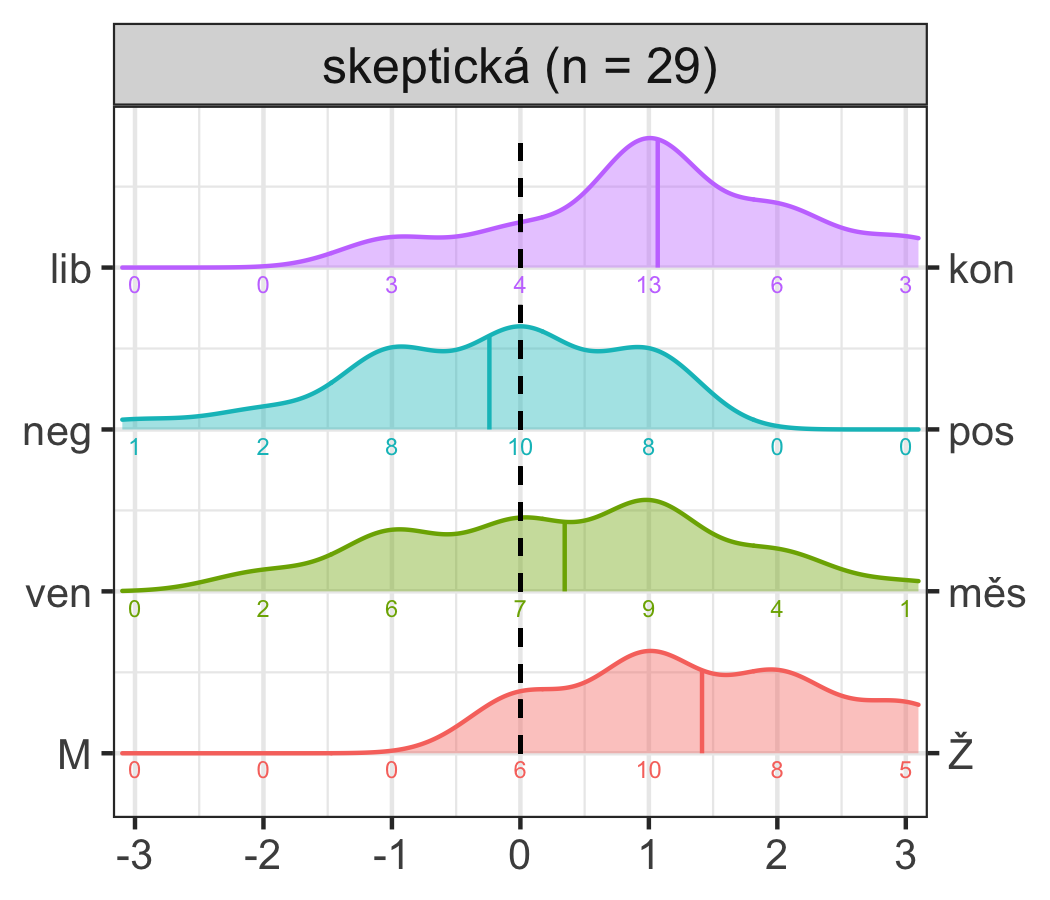 skeptická (n = 29)
lib kon
0 0 3 4 13 6 3
neg pos
1 2 8 10 8 0 0
ven měs
0 2 6 7 9 4 1
M Ž
0 0 0 6 10 8 5
-3 -2 -1 0 1 2 3